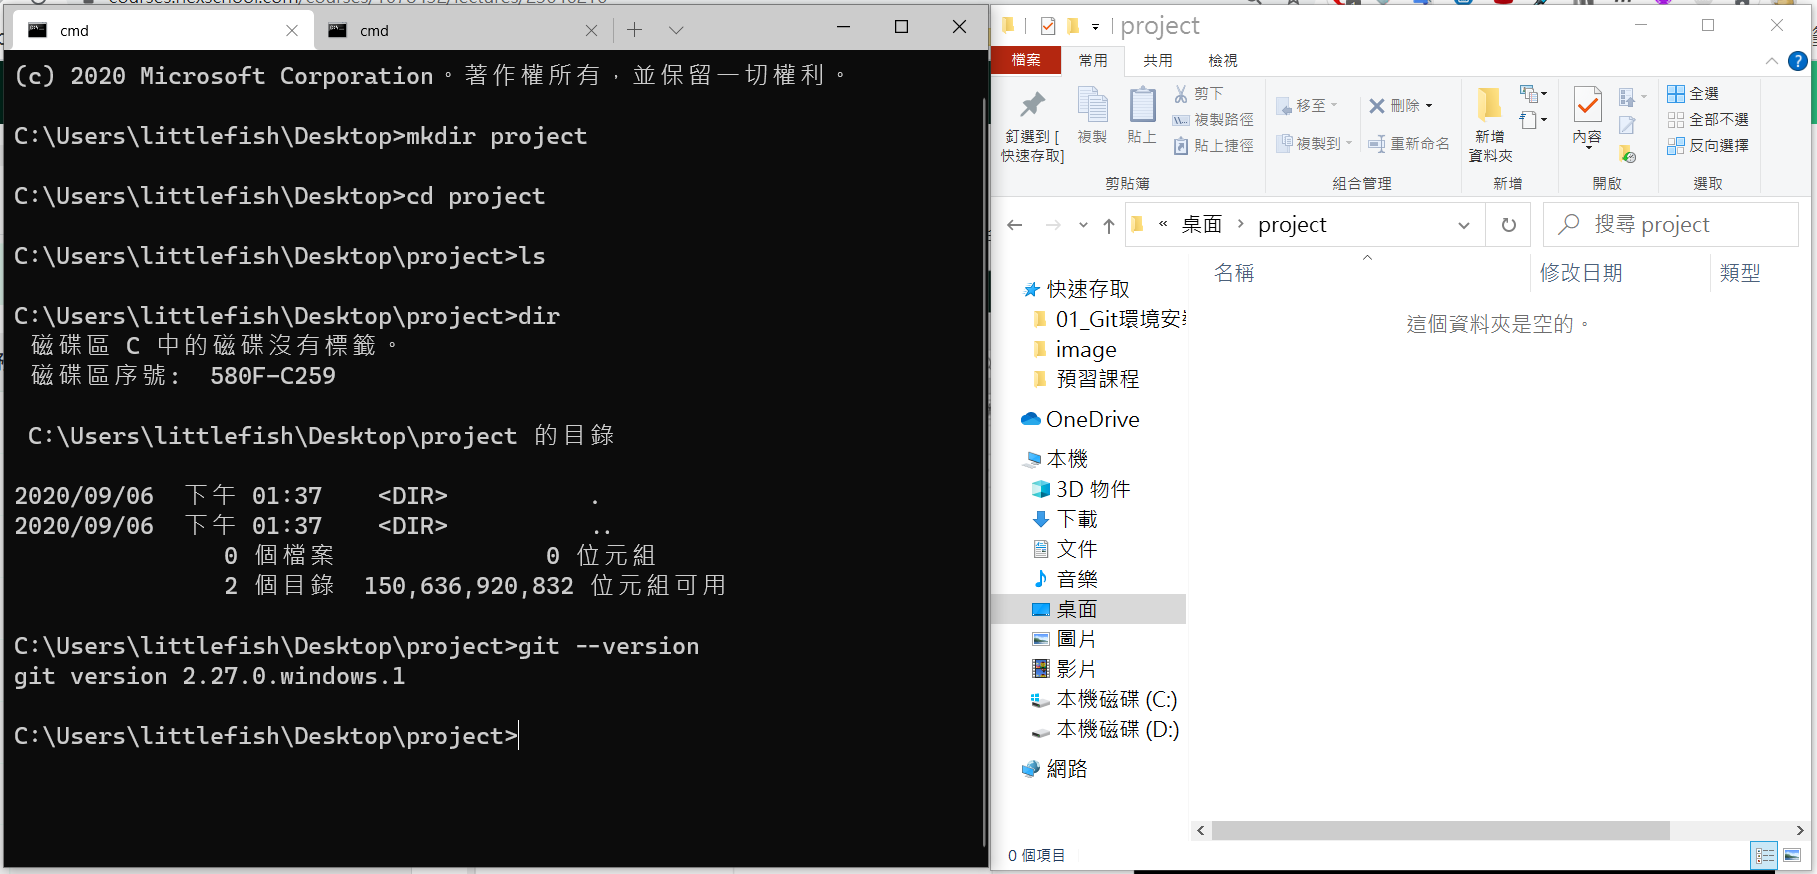 cmd
cmd
(c) 2020 Microsoft Corporation。著作權所有，並保留一切權利。
C:\Users\littlefish\Desktop>mkdir project
C:\Users\littlefish\Desktop>cd project
C:\Users\littlefish\Desktop\project>ls
C:\Users\littlefish\Desktop\project>dir
磁碟區 C 中的磁碟沒有標籤。
磁碟區序號:  580F-C259
C:\Users\littlefish\Desktop\project 的目錄
2020/09/06  下午 01:37    <DIR>          .
2020/09/06  下午 01:37    <DIR>          ..
0 個檔案               0 位元組
2 個目錄  150,636,920,832 位元組可用
C:\Users\littlefish\Desktop\project>git --version
git version 2.27.0.windows.1
C:\Users\littlefish\Desktop\project>
project
檔案 常用 共用 檢視
釘選到 [
快速存取]
複製
貼上
剪下
複製路徑
貼上捷徑
剪貼簿
移至
複製到
刪除
重新命名
組合管理
新增
資料夾
新增
內容
開啟
全選
全部不選
反向選擇
選取
« 桌面 › project
搜尋 project
名稱 修改日期 類型
這個資料夾是空的。
快速存取
01_Git環境安
image
預習課程
OneDrive
本機
3D 物件
下載
文件
音樂
桌面
圖片
影片
本機磁碟 (C:)
本機磁碟 (D:)
網路
0 個項目